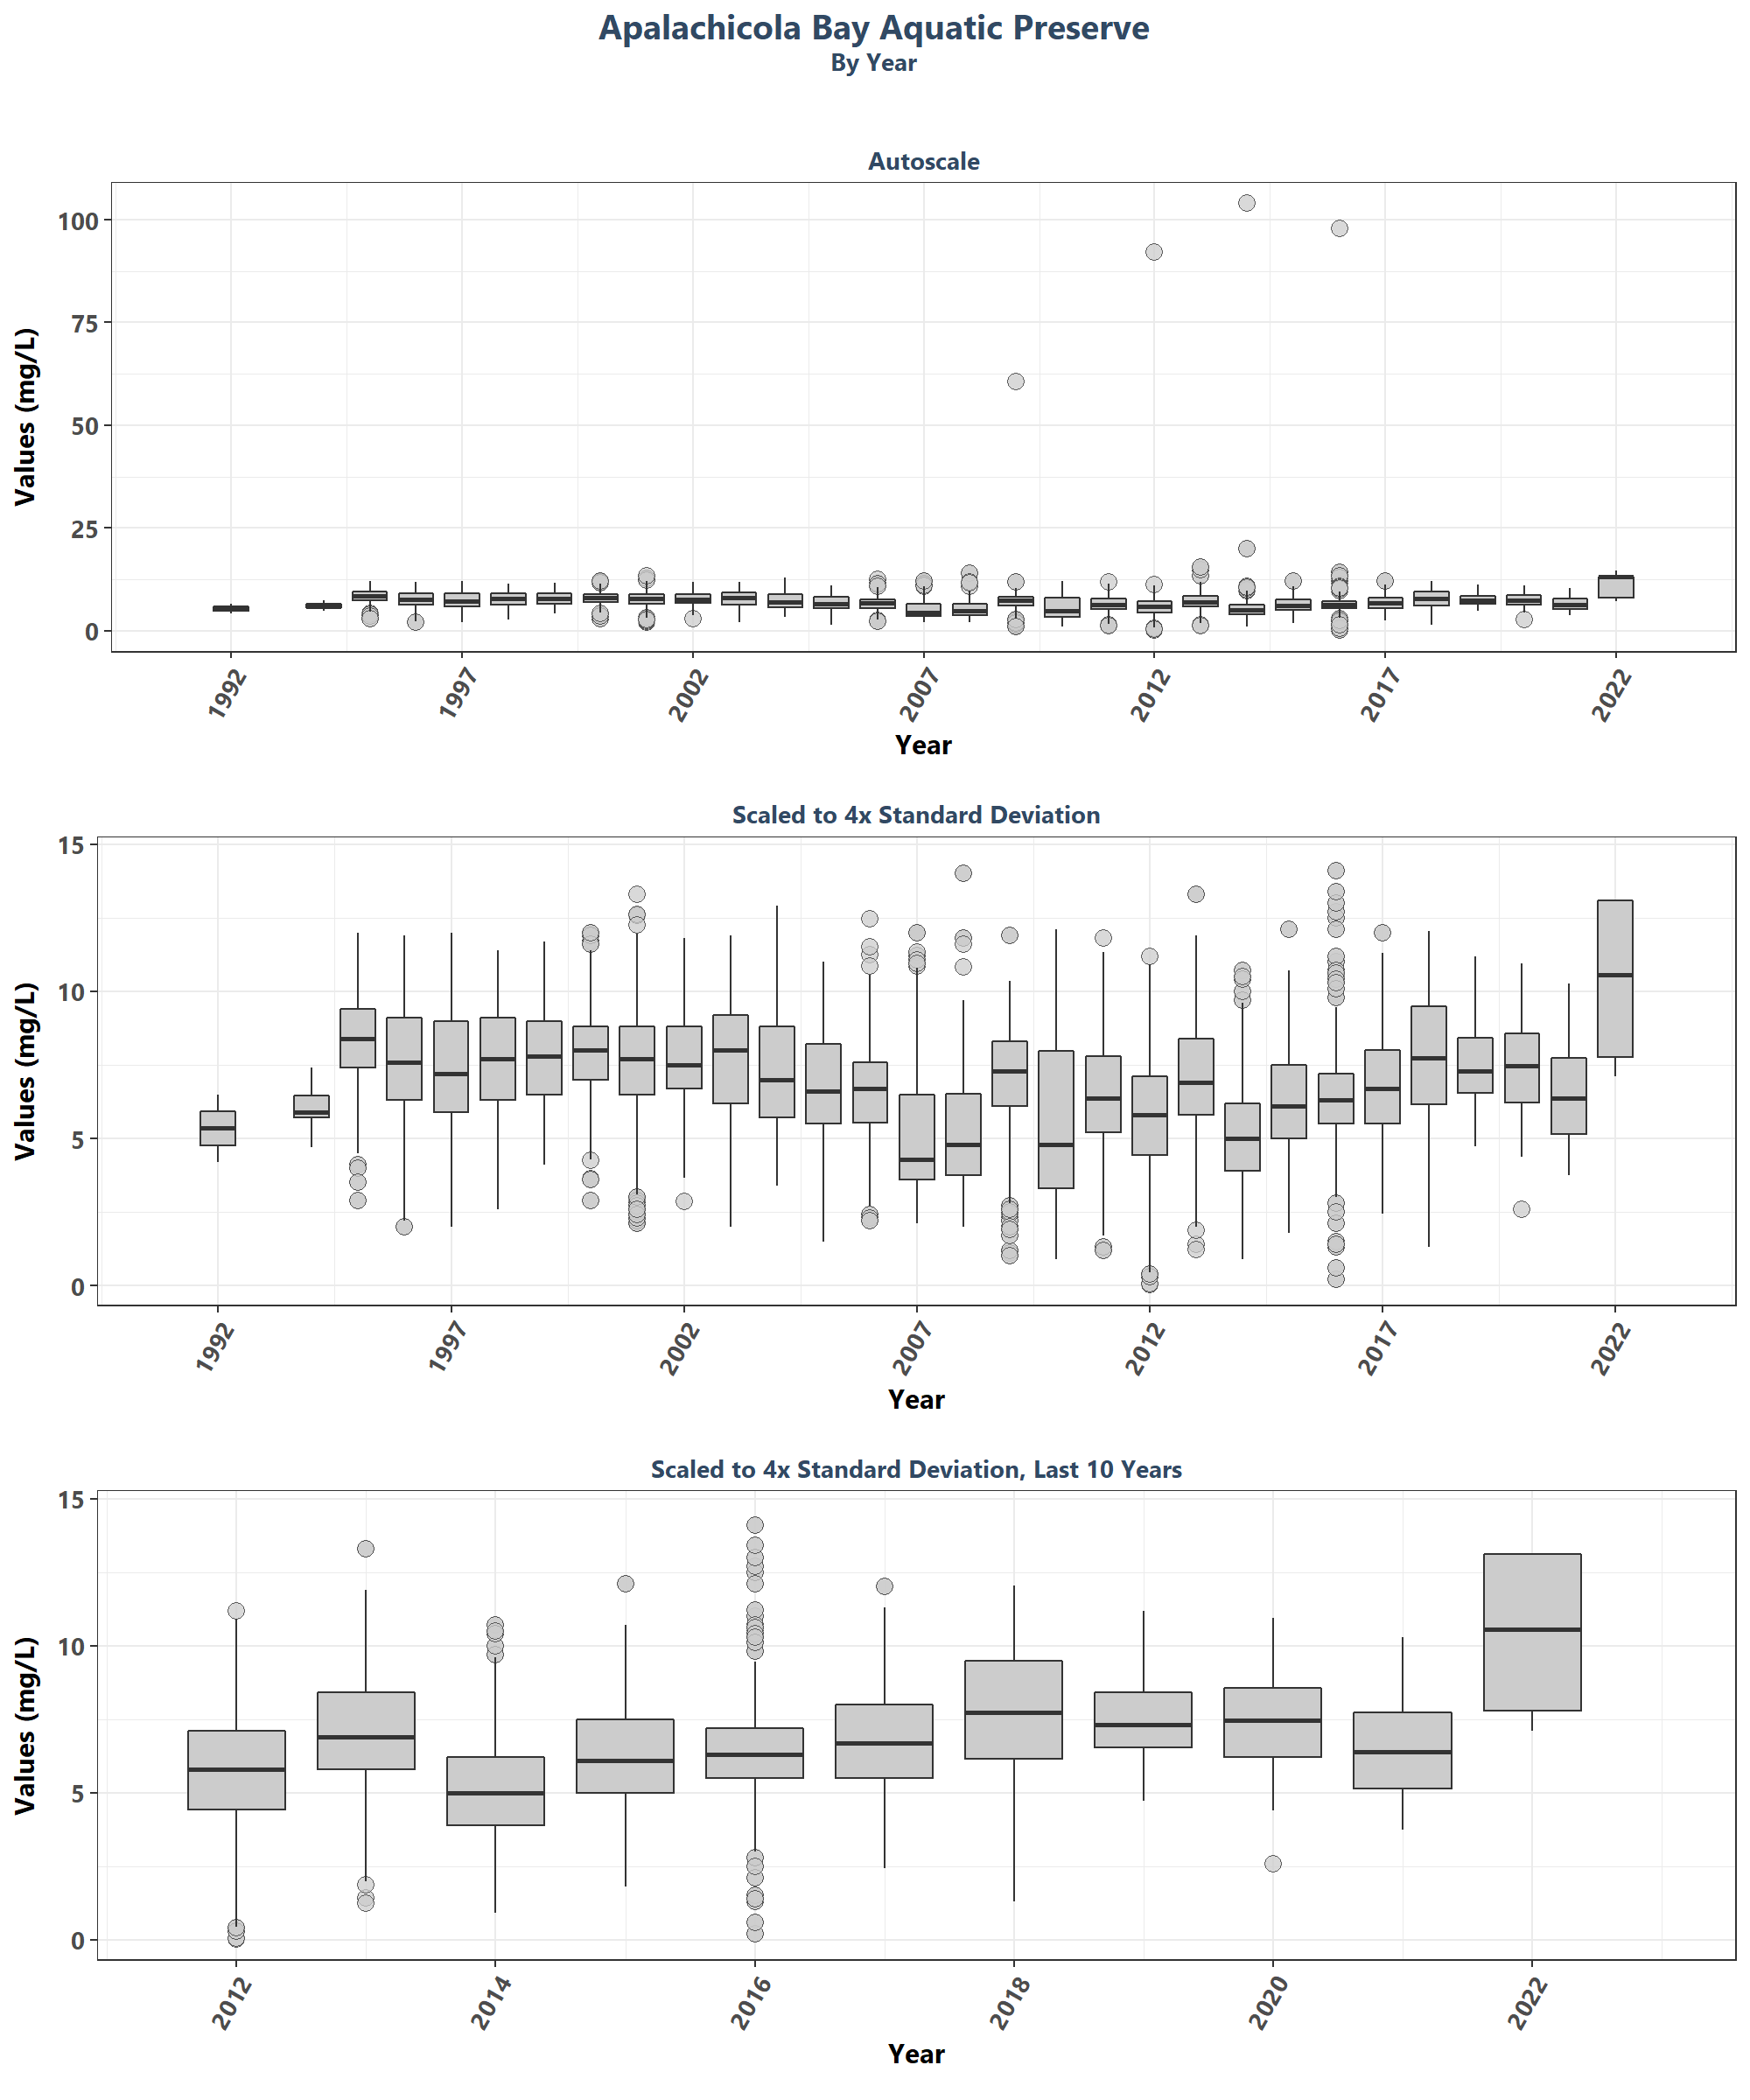 Apalachicola Bay Aquatic Preserve
By Year
Autoscale
Values (mg/L)
100
75
50
25
0
1992 1997 2002 2007 2012 2017 2022
Year
Scaled to 4x Standard Deviation
Values (mg/L)
15
10
5
0
1992 1997 2002 2007 2012 2017 2022
Year
Scaled to 4x Standard Deviation, Last 10 Years
Values (mg/L)
15
10
5
0
2012 2014 2016 2018 2020 2022
Year